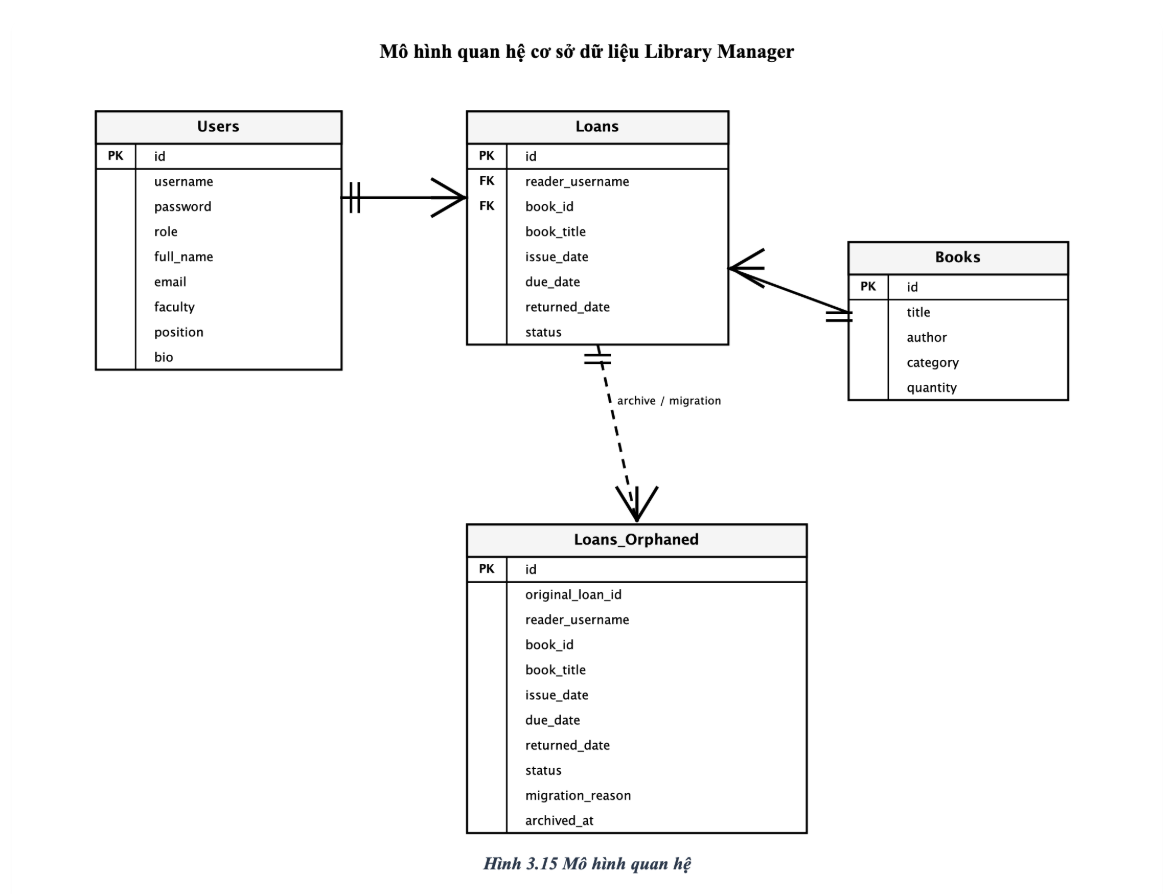 Mô hình quan hệ cơ sở dữ liệu Library Manager
Users
PK id
username
password
role
full_name
email
faculty
position
bio
Loans
PK id
FK reader_username
FK book_id
book_title
issue_date
due_date
returned_date
status
Books
PK id
title
author
category
quantity
archive / migration
Loans_Orphaned
PK id
original_loan_id
reader_username
book_id
book_title
issue_date
due_date
returned_date
status
migration_reason
archived_at
Hình 3.15 Mô hình quan hệ